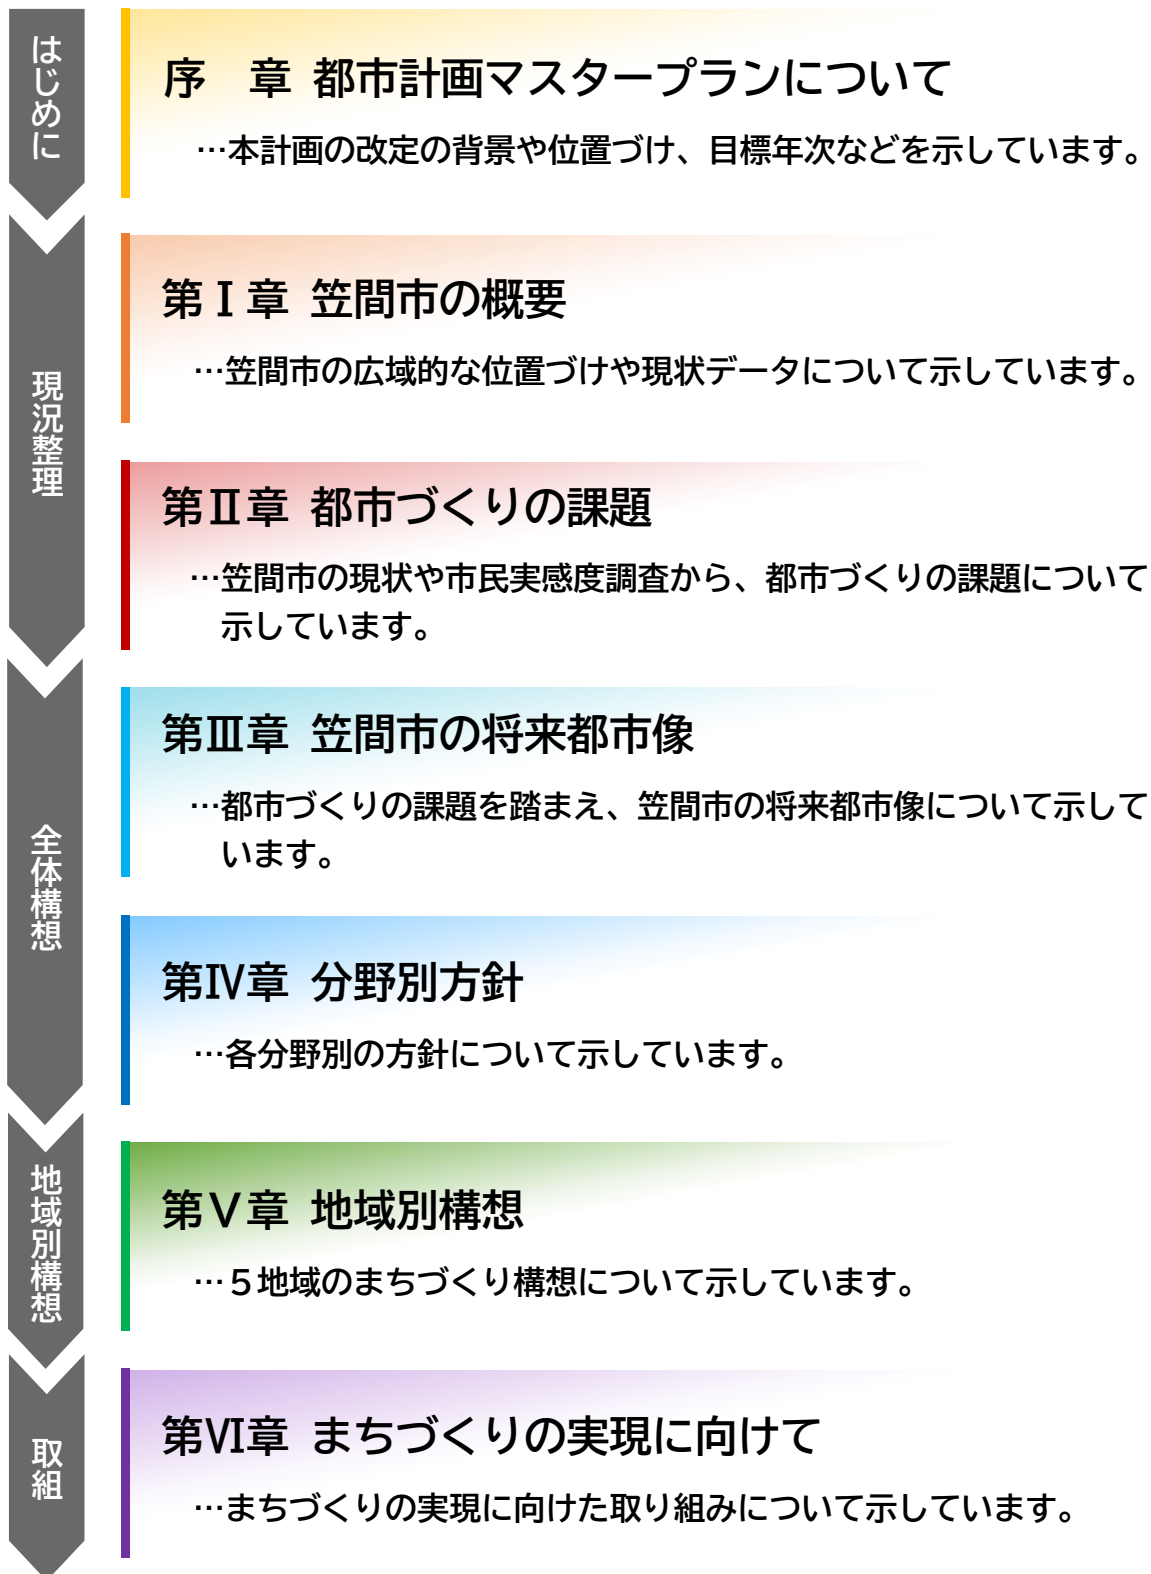 はじめに
序　章 都市計画マスタープランについて
…本計画の改定の背景や位置づけ、目標年次などを示しています。
現況整理
第Ⅰ章 笠間市の概要
…笠間市の広域的な位置づけや現状データについて示しています。
第Ⅱ章 都市づくりの課題
…笠間市の現状や市民実感度調査から、都市づくりの課題について
示しています。
全体構想
第Ⅲ章 笠間市の将来都市像
…都市づくりの課題を踏まえ、笠間市の将来都市像について示して
います。
第Ⅳ章 分野別方針
…各分野別の方針について示しています。
地域別構想
第Ⅴ章 地域別構想
…５地域のまちづくり構想について示しています。
取組
第Ⅵ章 まちづくりの実現に向けて
…まちづくりの実現に向けた取り組みについて示しています。